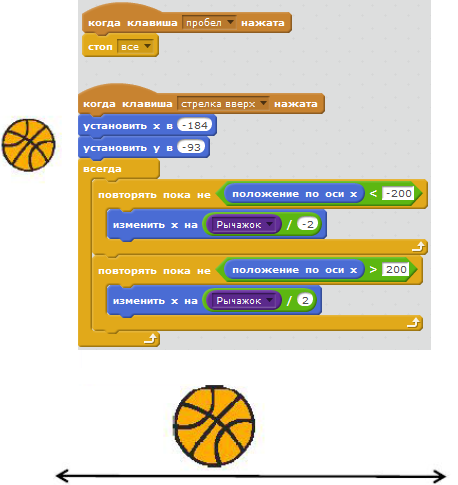 когда клавиша пробел нажата
стоп все
когда клавиша стрелка вверх нажата
установить x в -184
установить y в -93
всегда
повторять пока не положение по оси x < -200
изменить x на Рычажок / -2
повторять пока не положение по оси x > 200
изменить x на Рычажок / 2